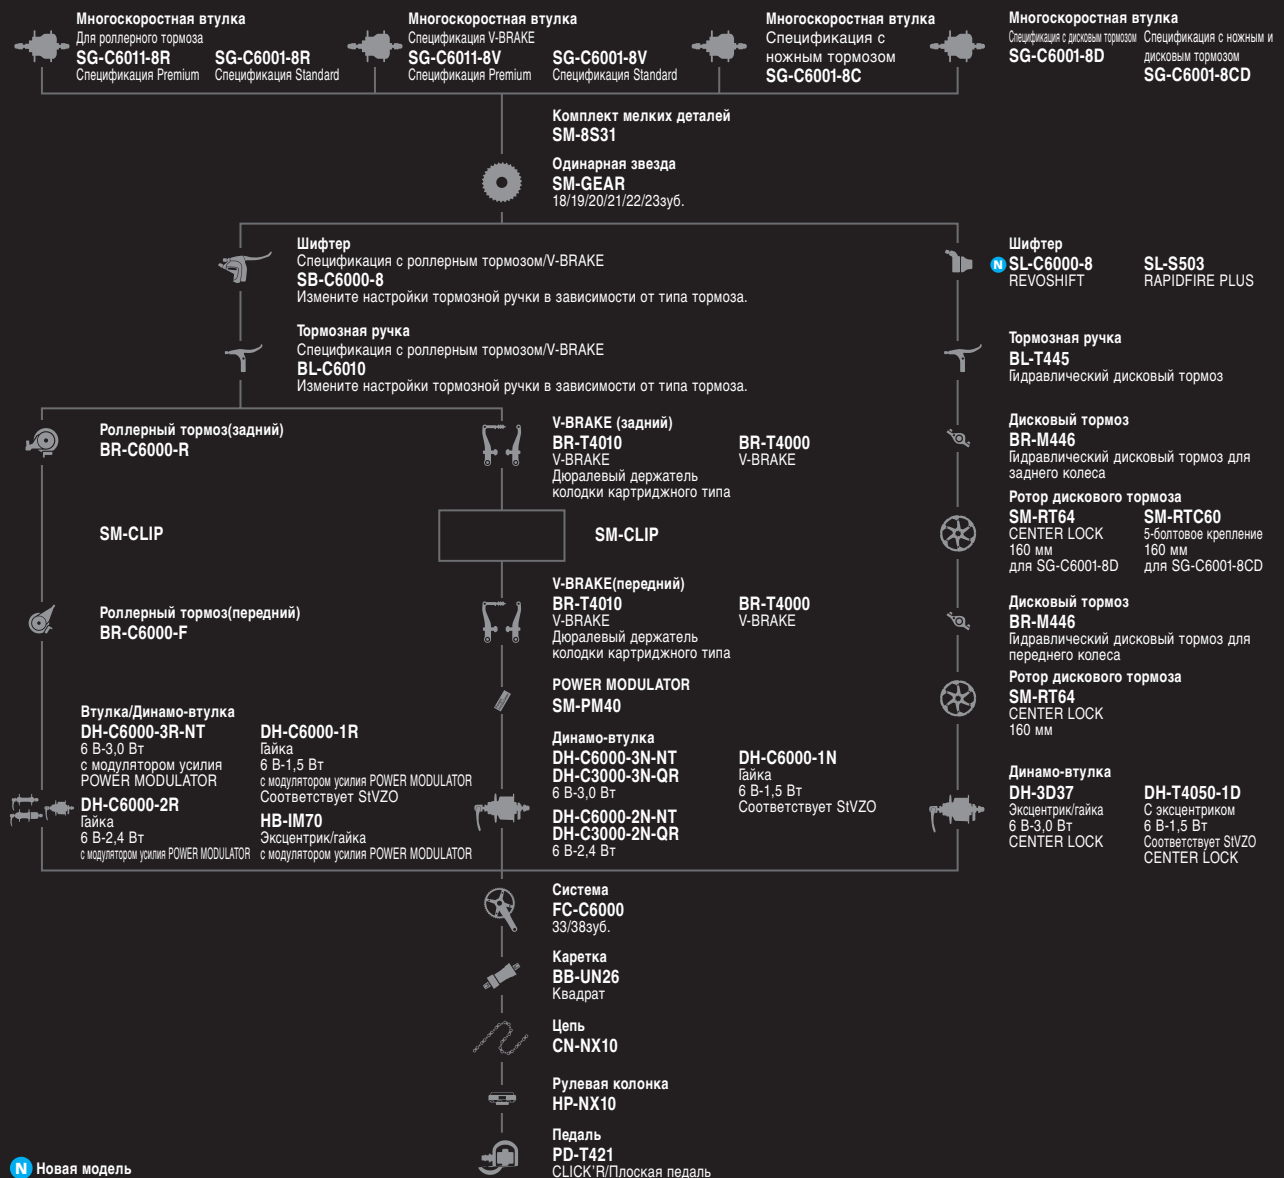 Многоскоростная втулка
Для роллерного тормоза
SG-C6011-8R
Спецификация Premium
SG-C6001-8R
Спецификация Standard
Многоскоростная втулка
Спецификация V-BRAKE
SG-C6011-8V
Спецификация Premium
SG-C6001-8V
Спецификация Standard
Многоскоростная втулка
Спецификация с
ножным тормозом
SG-C6001-8C
Многоскоростная втулка
Спецификация с дисковым тормозом
SG-C6001-8D
Спецификация с ножным и
дисковым тормозом
SG-C6001-8CD
Комплект мелких деталей
SM-8S31
Одинарная звезда
SM-GEAR
18/19/20/21/22/23зуб.
Шифтер
Спецификация с роллерным тормозом/V-BRAKE
SB-C6000-8
Измените настройки тормозной ручки в зависимости от типа тормоза.
Тормозная ручка
Спецификация с роллерным тормозом/V-BRAKE
BL-C6010
Измените настройки тормозной ручки в зависимости от типа тормоза.
Шифтер
N SL-C6000-8
REVOSHIFT
SL-S503
RAPIDFIRE PLUS
Тормозная ручка
BL-T445
Гидравлический дисковый тормоз
Роллерный тормоз(задний)
BR-C6000-R
SM-CLIP
Роллерный тормоз(передний)
BR-C6000-F
Втулка/Динамо-втулка
DH-C6000-3R-NT
6 В-3,0 Вт
с модулятором усилия
POWER MODULATOR
DH-C6000-1R
Гайка
6 В-1,5 Вт
с модулятором усилия POWER MODULATOR
Соответствует StVZO
DH-C6000-2R
Гайка
6 В-2,4 Вт
с модулятором усилия POWER MODULATOR
HB-IM70
Эксцентрик/гайка
с модулятором усилия POWER MODULATOR
V-BRAKE (задний)
BR-T4010
V-BRAKE
Дюралевый держатель
колодки картриджного типа
BR-T4000
V-BRAKE
SM-CLIP
V-BRAKE(передний)
BR-T4010
V-BRAKE
Дюралевый держатель
колодки картриджного типа
BR-T4000
V-BRAKE
POWER MODULATOR
SM-PM40
Динамо-втулка
DH-C6000-3N-NT
DH-C3000-3N-QR
6 В-3,0 Вт
DH-C6000-2N-NT
DH-C3000-2N-QR
6 В-2,4 Вт
DH-C6000-1N
Гайка
6 В-1,5 Вт
Соответствует StVZO
Дисковый тормоз
BR-M446
Гидравлический дисковый тормоз для
заднего колеса
Ротор дискового тормоза
SM-RT64
CENTER LOCK
160 мм
для SG-C6001-8D
SM-RTC60
5-болтовое крепление
160 мм
для SG-C6001-8CD
Дисковый тормоз
BR-M446
Гидравлический дисковый тормоз для
переднего колеса
Ротор дискового тормоза
SM-RT64
CENTER LOCK
160 мм
Динамо-втулка
DH-3D37
Эксцентрик/гайка
6 В-3,0 Вт
CENTER LOCK
DH-T4050-1D
С эксцентриком
6 В-1,5 Вт
Соответствует StVZO
CENTER LOCK
Система
FC-C6000
33/38зуб.
Каретка
BB-UN26
Квадрат
Цепь
CN-NX10
Рулевая колонка
HP-NX10
Педаль
PD-T421
CLICK'R/Плоская педаль
N Новая модель